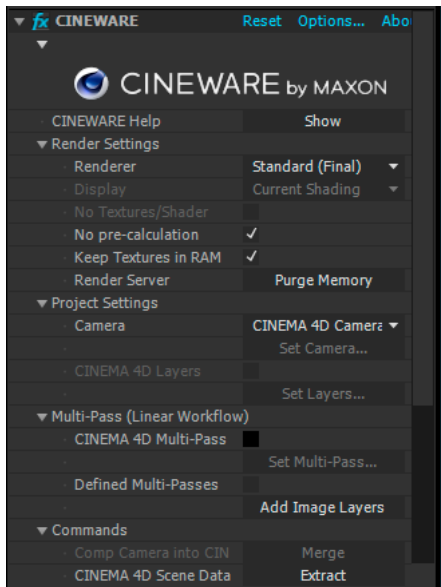 fx CINEWARE Reset Options... Abo
CINEWARE by MAXON
CINEWARE Help Show
Render Settings
Renderer Standard (Final)
Display Current Shading
No Textures/Shader
No pre-calculation
Keep Textures in RAM
Render Server Purge Memory
Project Settings
Camera CINEMA 4D Camera
Set Camera...
CINEMA 4D Layers
Set Layers...
Multi-Pass (Linear Workflow)
CINEMA 4D Multi-Pass
Set Multi-Pass...
Defined Multi-Passes
Add Image Layers
Commands
Comp Camera into CIN Merge
CINEMA 4D Scene Data Extract